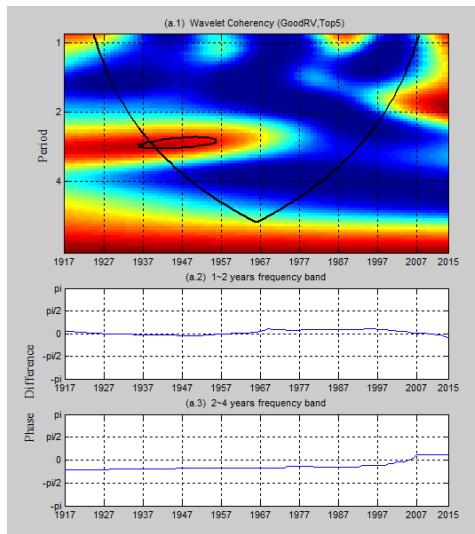 (a.1) Wavelet Coherency (GoodRV,Top5)
1
2
4
Period
1917 1927 1937 1947 1957 1967 1977 1987 1997 2007 2015
(a.2) 1~2 years frequency band
pi
pi/2
0
-pi/2
-pi
1917 1927 1937 1947 1957 1967 1977 1987 1997 2007 2015
(a.3) 2~4 years frequency band
pi
pi/2
0
-pi/2
-pi
1917 1927 1937 1947 1957 1967 1977 1987 1997 2007 2015
Phase Difference